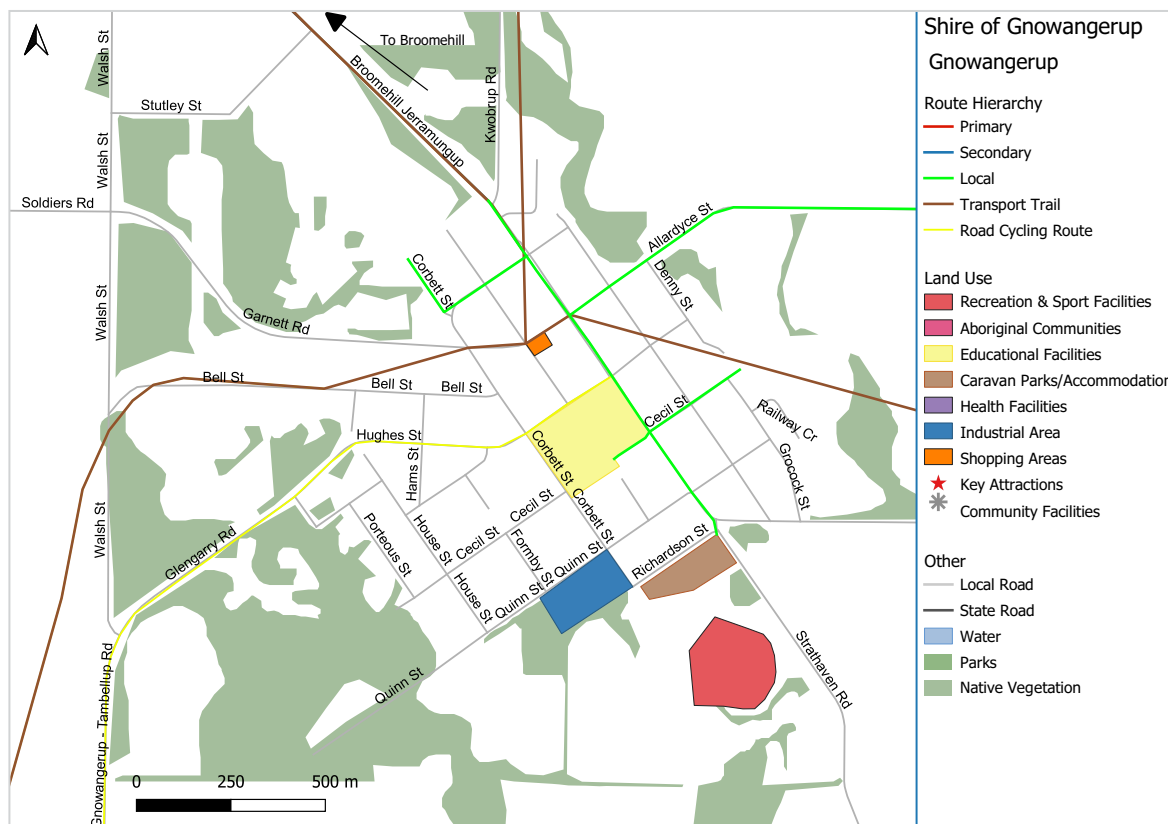 Shire of Gnowangerup
Gnowangerup
Route Hierarchy
Primary
Secondary
Local
Transport Trail
Road Cycling Route
Land Use
Recreation & Sport Facilities
Aboriginal Communities
Educational Facilities
Caravan Parks/Accommodation
Health Facilities
Industrial Area
Shopping Areas
Key Attractions
Community Facilities
Other
Local Road
State Road
Water
Parks
Native Vegetation
To Broomehill
Walsh St
Broomehill Jerramungup
Kwobrup Rd
Stutley St
Walsh St
Soldiers Rd
Allardyce St
Corbett St
Denny St
Walsh St
Garnett Rd
Bell St
Bell St
Bell St
Cecil St
Railway Cr
Hughes St
Corbett St
Grocock St
Hams St
Walsh St
Cecil St
Corbett St
Porteous St
House St
Cecil St
Formby St
Quinn St
Richardson St
Glengarry Rd
House St
Quinn St
Strathaven Rd
Quinn St
Gnowangerup - Tambellup Rd
0 250 500 m